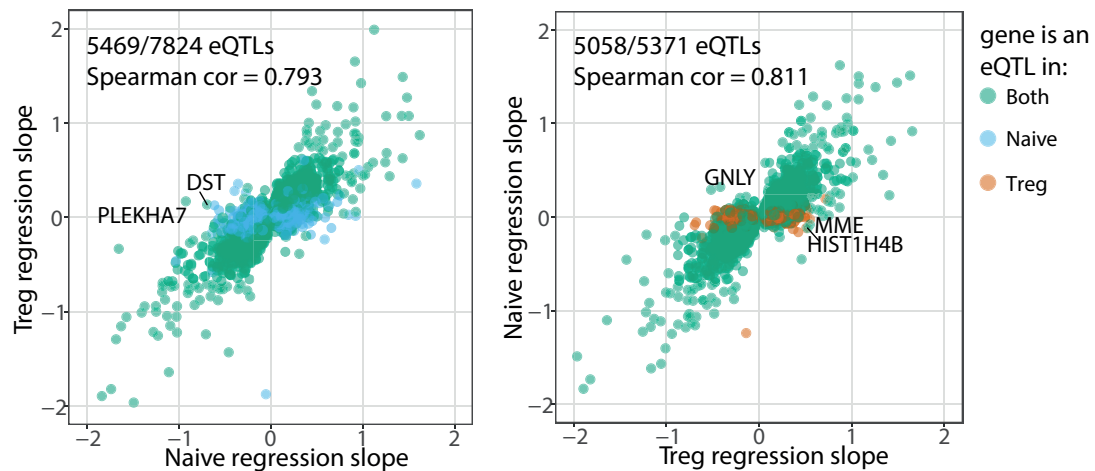 5469/7824 eQTLs
Spearman cor = 0.793
DST
PLEKHA7
Treg regression slope
2
1
0
−1
−2
−2
−1
0
1
2
Naive regression slope
5058/5371 eQTLs
Spearman cor = 0.811
GNLY
MME
HIST1H4B
Naive regression slope
2
1
0
−1
−2
−2
−1
0
1
2
Treg regression slope
gene is an
eQTL in:
Both
Naive
Treg